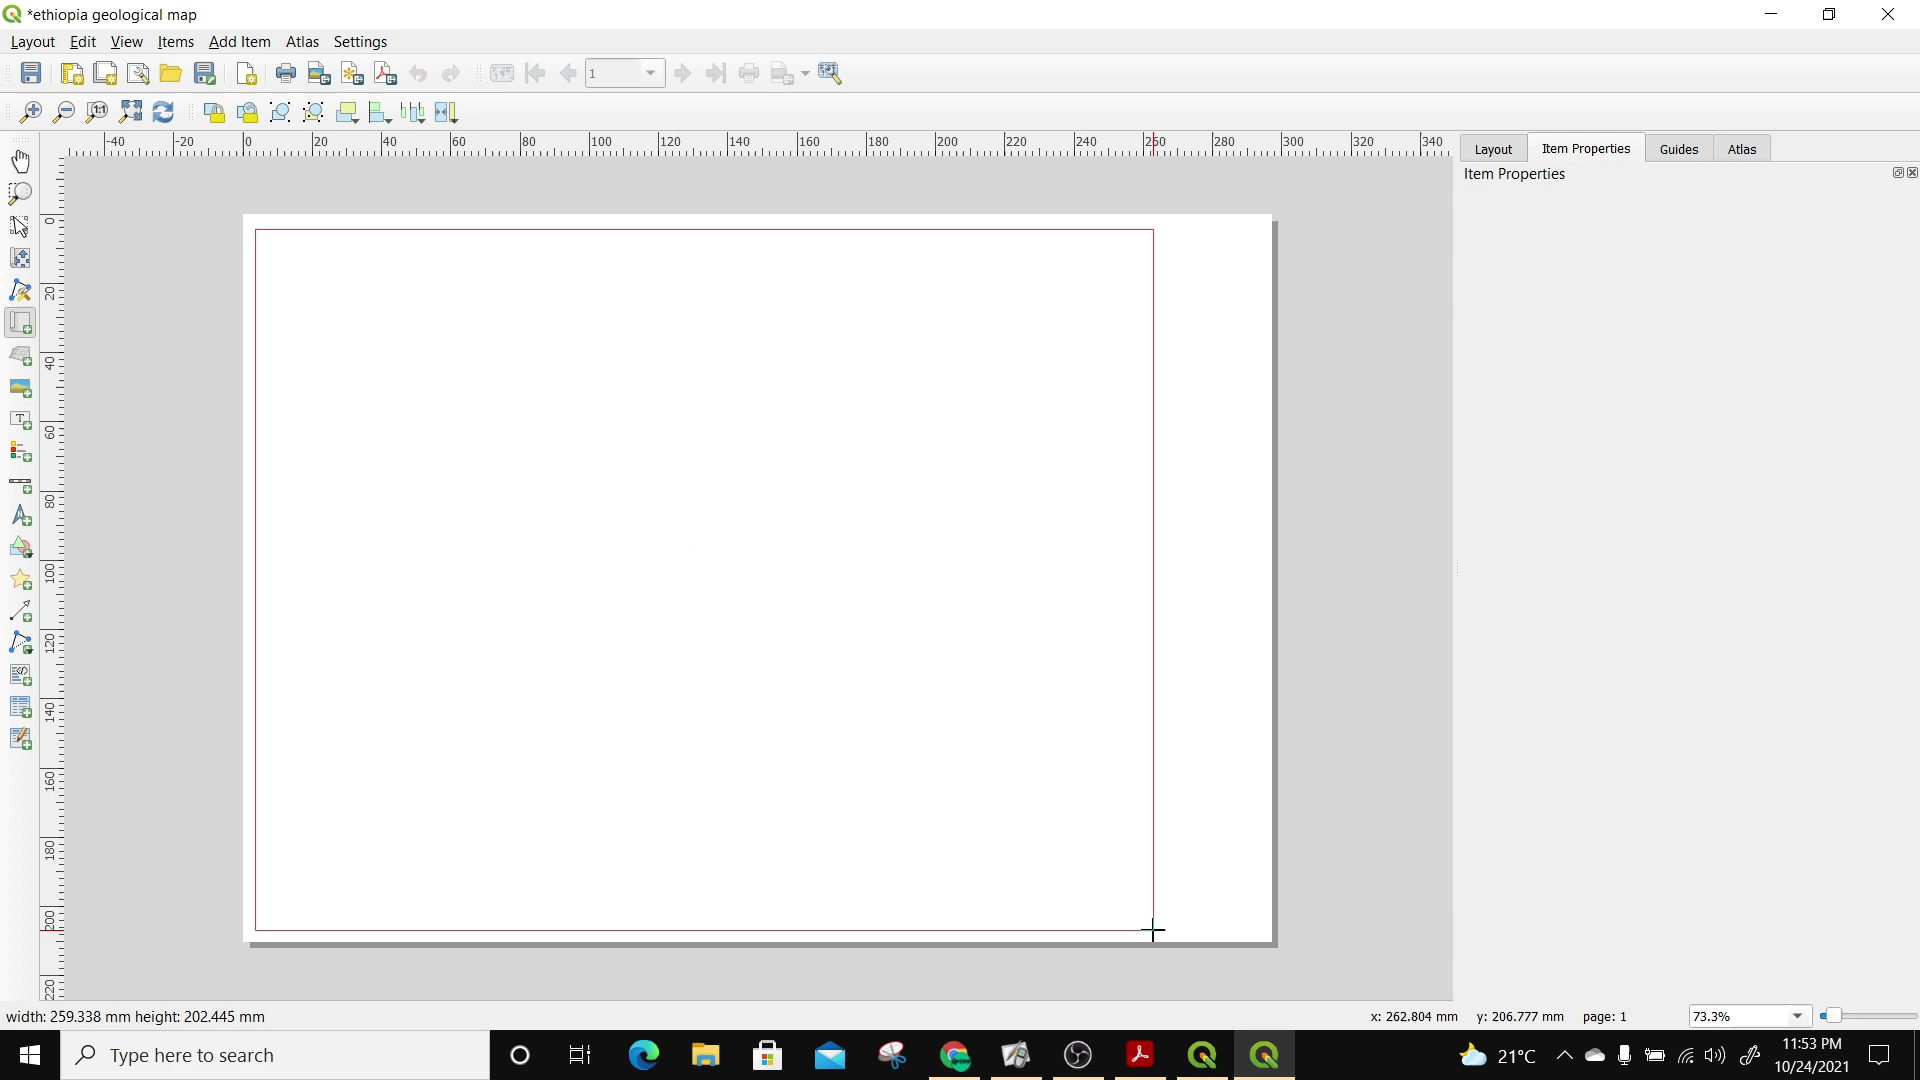 *ethiopia geological map
Layout Edit View Items Add Item Atlas Settings
1
-40 -20 0 20 40 60 80 100 120 140 160 180 200 220 240 260 280 300 320 340
Layout Item Properties Guides Atlas
Item Properties
0
20
40
60
80
100
120
140
160
180
200
220
width: 259.338 mm height: 202.445 mm x: 262.804 mm y: 206.777 mm page: 1 73.3%
Type here to search 21°C 11:53 PM
10/24/2021